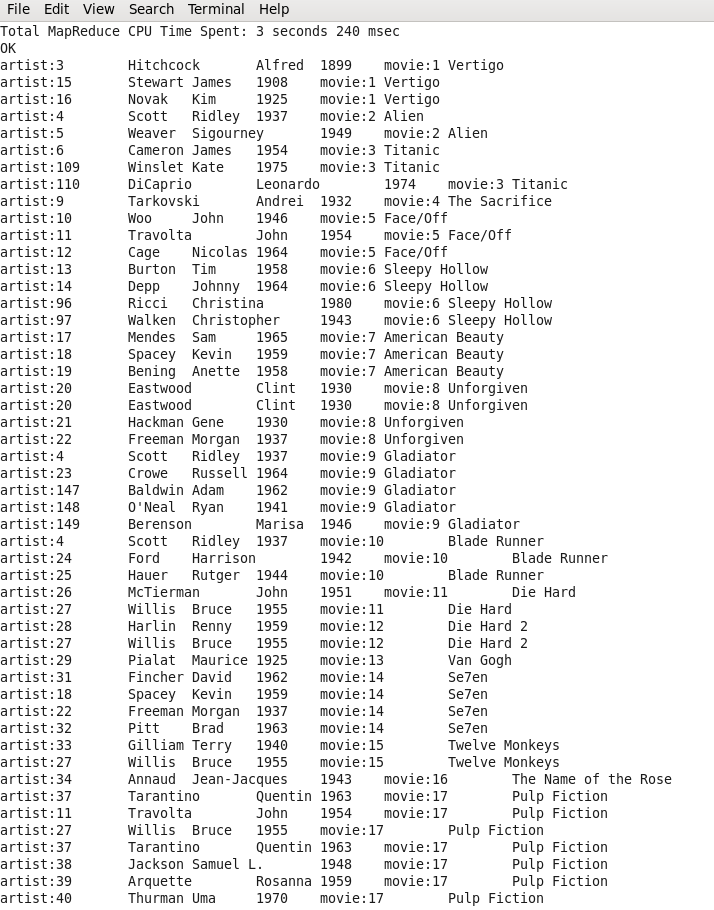 File Edit View Search Terminal Help
Total MapReduce CPU Time Spent: 3 seconds 240 msec
OK
artist:3 Hitchcock Alfred 1899 movie:1 Vertigo
artist:15 Stewart James 1908 movie:1 Vertigo
artist:16 Novak Kim 1925 movie:1 Vertigo
artist:4 Scott Ridley 1937 movie:2 Alien
artist:5 Weaver Sigourney 1949 movie:2 Alien
artist:6 Cameron James 1954 movie:3 Titanic
artist:109 Winslet Kate 1975 movie:3 Titanic
artist:110 DiCaprio Leonardo 1974 movie:3 Titanic
artist:9 Tarkovski Andrei 1932 movie:4 The Sacrifice
artist:10 Woo John 1946 movie:5 Face/Off
artist:11 Travolta John 1954 movie:5 Face/Off
artist:12 Cage Nicolas 1964 movie:5 Face/Off
artist:13 Burton Tim 1958 movie:6 Sleepy Hollow
artist:14 Depp Johnny 1964 movie:6 Sleepy Hollow
artist:96 Ricci Christina 1980 movie:6 Sleepy Hollow
artist:97 Walken Christopher 1943 movie:6 Sleepy Hollow
artist:17 Mendes Sam 1965 movie:7 American Beauty
artist:18 Spacey Kevin 1959 movie:7 American Beauty
artist:19 Bening Anette 1958 movie:7 American Beauty
artist:20 Eastwood Clint 1930 movie:8 Unforgiven
artist:20 Eastwood Clint 1930 movie:8 Unforgiven
artist:21 Hackman Gene 1930 movie:8 Unforgiven
artist:22 Freeman Morgan 1937 movie:8 Unforgiven
artist:4 Scott Ridley 1937 movie:9 Gladiator
artist:23 Crowe Russell 1964 movie:9 Gladiator
artist:147 Baldwin Adam 1962 movie:9 Gladiator
artist:148 O'Neal Ryan 1941 movie:9 Gladiator
artist:149 Berenson Marisa 1946 movie:9 Gladiator
artist:4 Scott Ridley 1937 movie:10 Blade Runner
artist:24 Ford Harrison 1942 movie:10 Blade Runner
artist:25 Hauer Rutger 1944 movie:10 Blade Runner
artist:26 McTierman John 1951 movie:11 Die Hard
artist:27 Willis Bruce 1955 movie:11 Die Hard
artist:28 Harlin Renny 1959 movie:12 Die Hard 2
artist:27 Willis Bruce 1955 movie:12 Die Hard 2
artist:29 Pialat Maurice 1925 movie:13 Van Gogh
artist:31 Fincher David 1962 movie:14 Se7en
artist:18 Spacey Kevin 1959 movie:14 Se7en
artist:22 Freeman Morgan 1937 movie:14 Se7en
artist:32 Pitt Brad 1963 movie:14 Se7en
artist:33 Gilliam Terry 1940 movie:15 Twelve Monkeys
artist:27 Willis Bruce 1955 movie:15 Twelve Monkeys
artist:34 Annaud Jean-Jacques 1943 movie:16 The Name of the Rose
artist:37 Tarantino Quentin 1963 movie:17 Pulp Fiction
artist:11 Travolta John 1954 movie:17 Pulp Fiction
artist:27 Willis Bruce 1955 movie:17 Pulp Fiction
artist:37 Tarantino Quentin 1963 movie:17 Pulp Fiction
artist:38 Jackson Samuel L. 1948 movie:17 Pulp Fiction
artist:39 Arquette Rosanna 1959 movie:17 Pulp Fiction
artist:40 Thurman Uma 1970 movie:17 Pulp Fiction